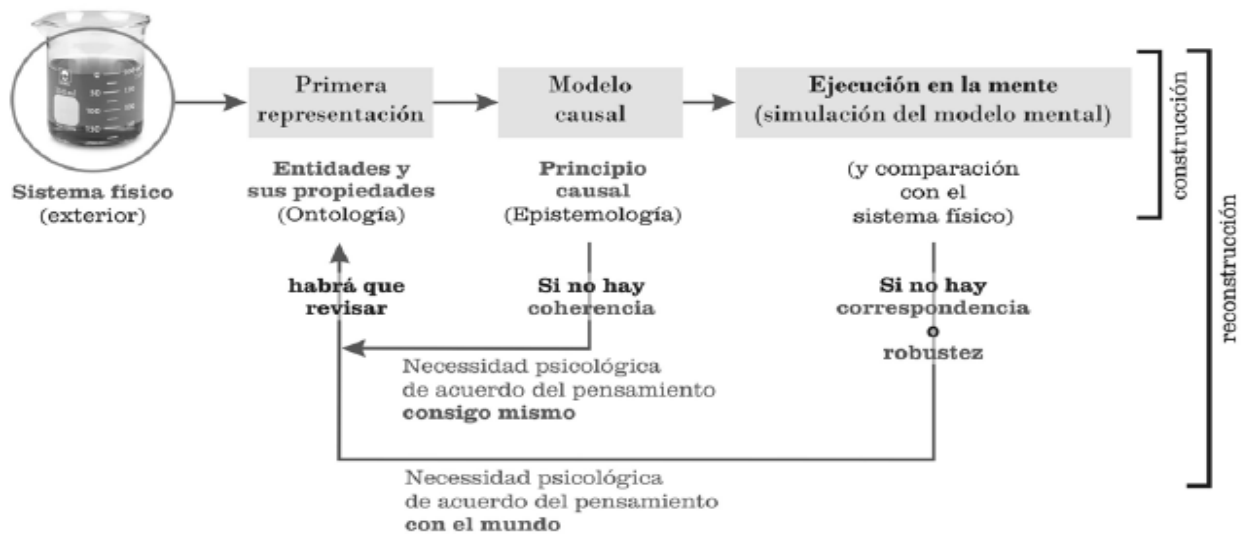 Primera
representación
Modelo
causal
Ejecución en la mente
(simulación del modelo mental)
Sistema físico
(exterior)
Entidades y
sus propiedades
(Ontología)
Principio
causal
(Epistemología)
(y comparación
con el
sistema físico)
construcción
reconstrucción
habrá que
revisar
Si no hay
coherencia
Si no hay
correspondencia
o
robustez
Necessidad psicológica
de acuerdo del pensamiento
consigo mismo
Necessidad psicológica
de acuerdo del pensamiento
con el mundo